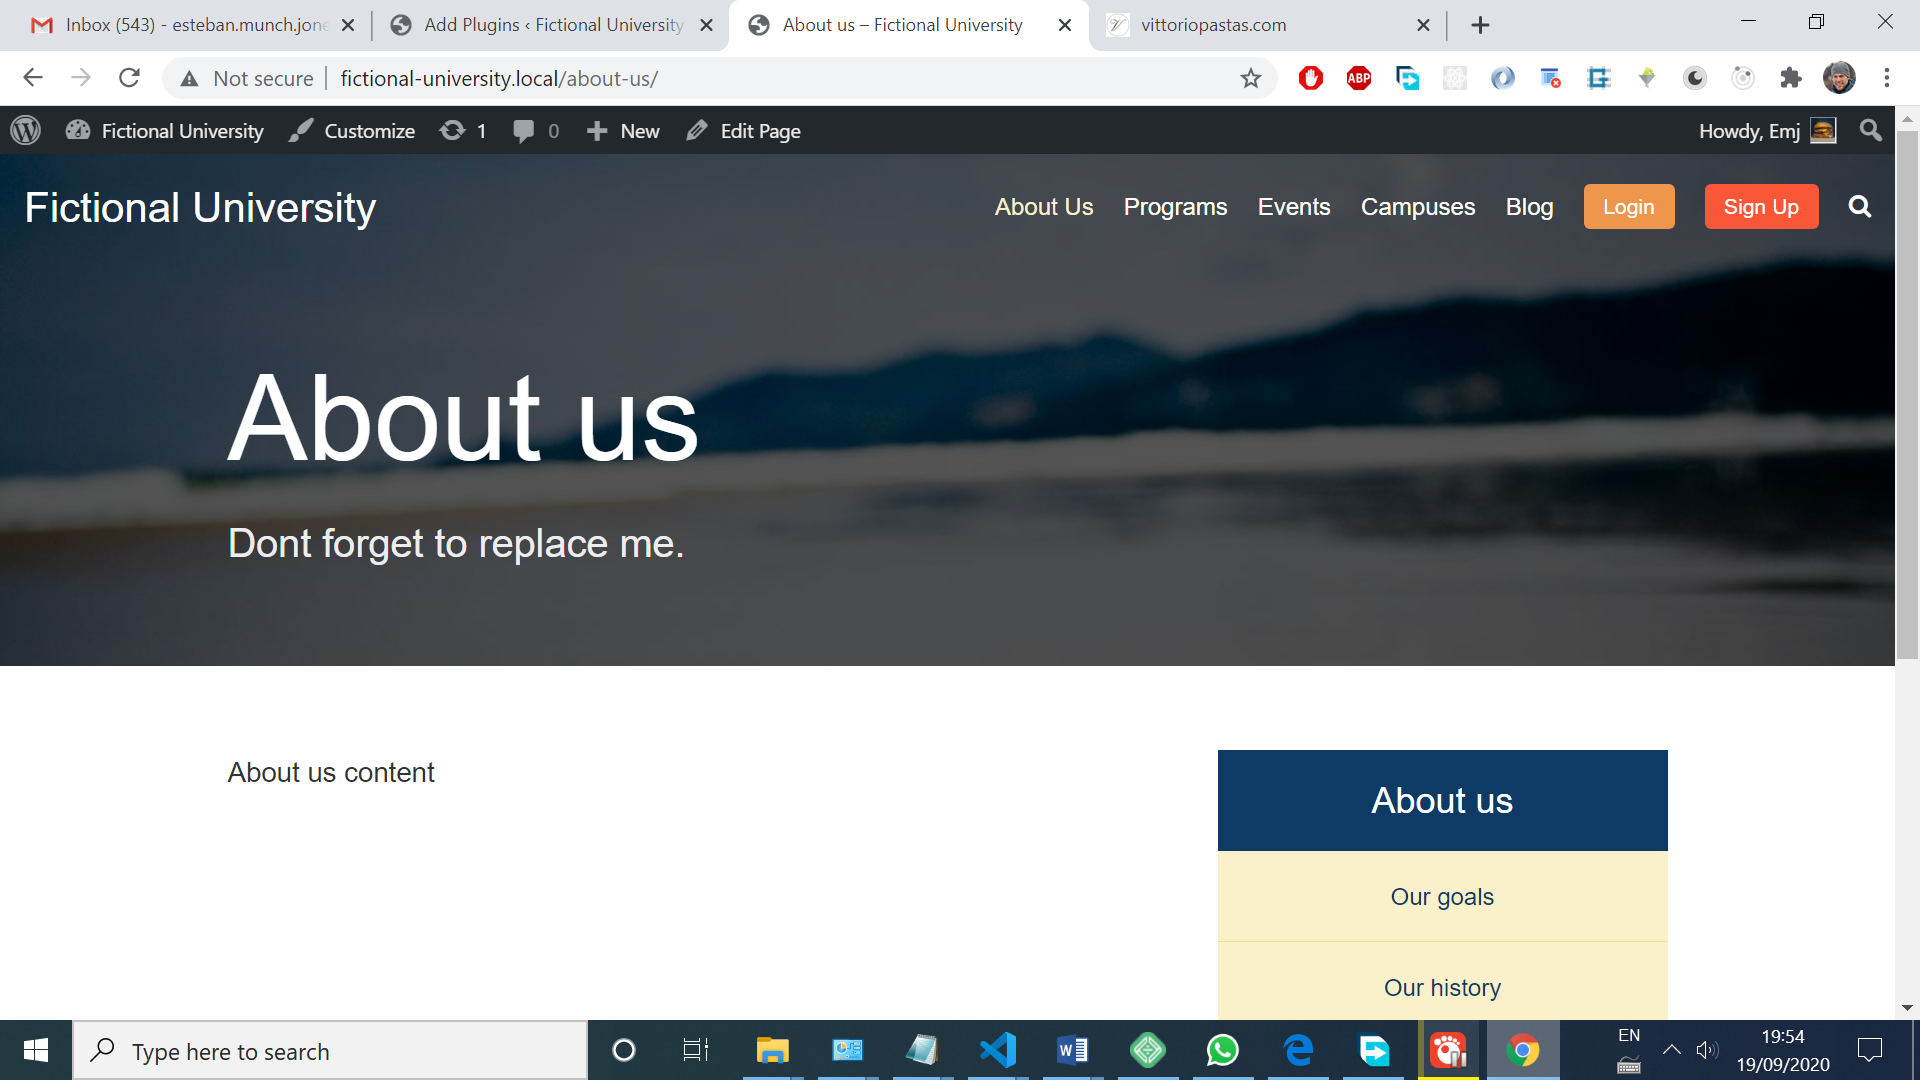 Inbox (543) - esteban.munch.jone
Add Plugins ‹ Fictional University
About us – Fictional University
vittoriopastas.com
Not secure
fictional-university.local/about-us/
ABP
Fictional University
Customize
1
0
New
Edit Page
Howdy, Emj
Fictional University
About Us
Programs
Events
Campuses
Blog
Login
Sign Up
About us
Dont forget to replace me.
About us content
About us
Our goals
Our history
Type here to search
EN
19:54
19/09/2020